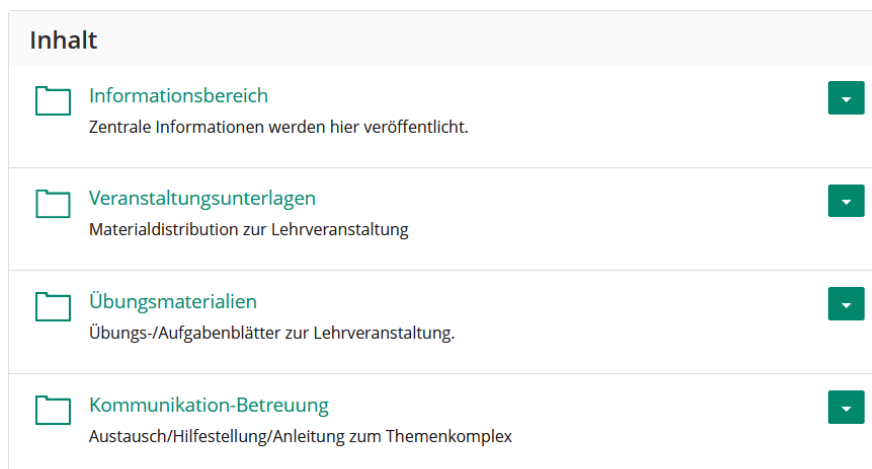 Inhalt
Informationsbereich
Zentrale Informationen werden hier veröffentlicht.
Veranstaltungsunterlagen
Materialdistribution zur Lehrveranstaltung
Übungsmaterialien
Übungs-/Aufgabenblätter zur Lehrveranstaltung.
Kommunikation-Betreuung
Austausch/Hilfestellung/Anleitung zum Themenkomplex